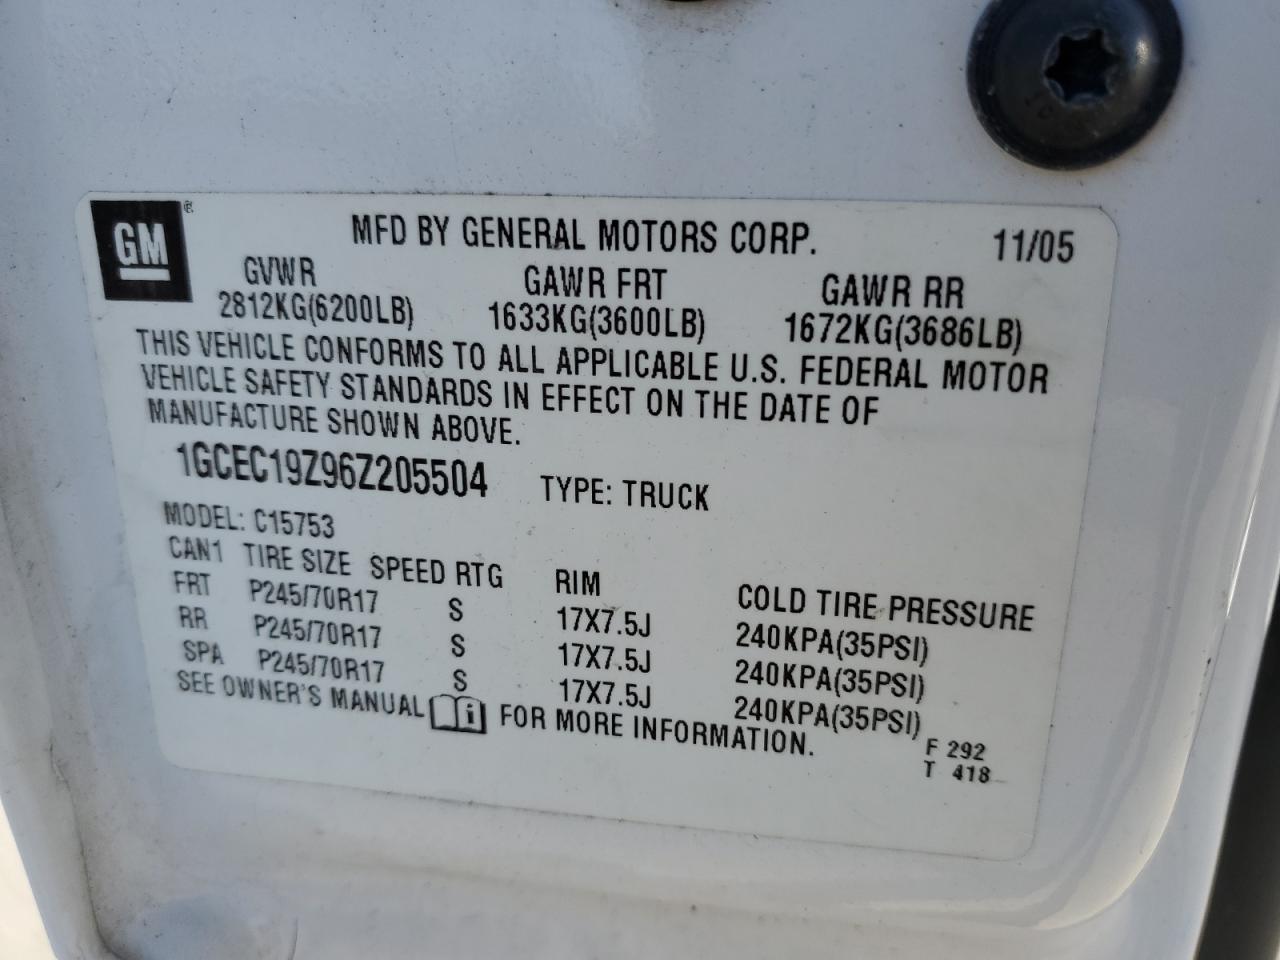 GM
MFD BY GENERAL MOTORS CORP. 11/05
GVWR GAWR FRT GAWR RR
2812KG(6200LB) 1633KG(3600LB) 1672KG(3686LB)
THIS VEHICLE CONFORMS TO ALL APPLICABLE U.S. FEDERAL MOTOR
VEHICLE SAFETY STANDARDS IN EFFECT ON THE DATE OF
MANUFACTURE SHOWN ABOVE.
1GCEC19Z96Z205504 TYPE: TRUCK
MODEL: C15753
CAN1 TIRE SIZE SPEED RTG RIM COLD TIRE PRESSURE
FRT P245/70R17 S 17X7.5J 240KPA(35PSI)
RR P245/70R17 S 17X7.5J 240KPA(35PSI)
SPA P245/70R17 S 17X7.5J 240KPA(35PSI)
SEE OWNER'S MANUAL i FOR MORE INFORMATION.
F 292
T 418